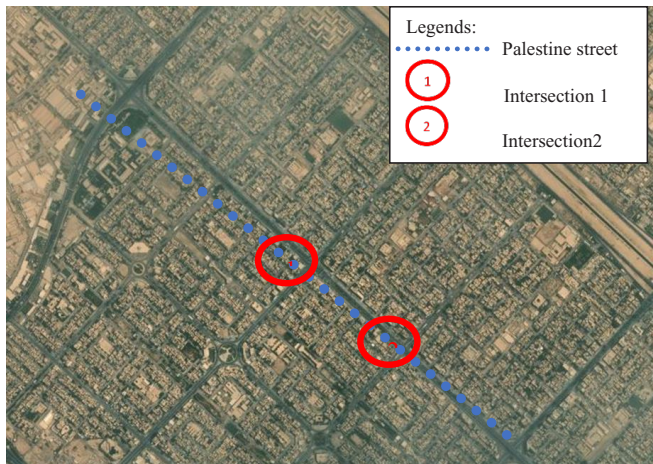 Legends:
Palestine street
1
Intersection 1
2
Intersection2